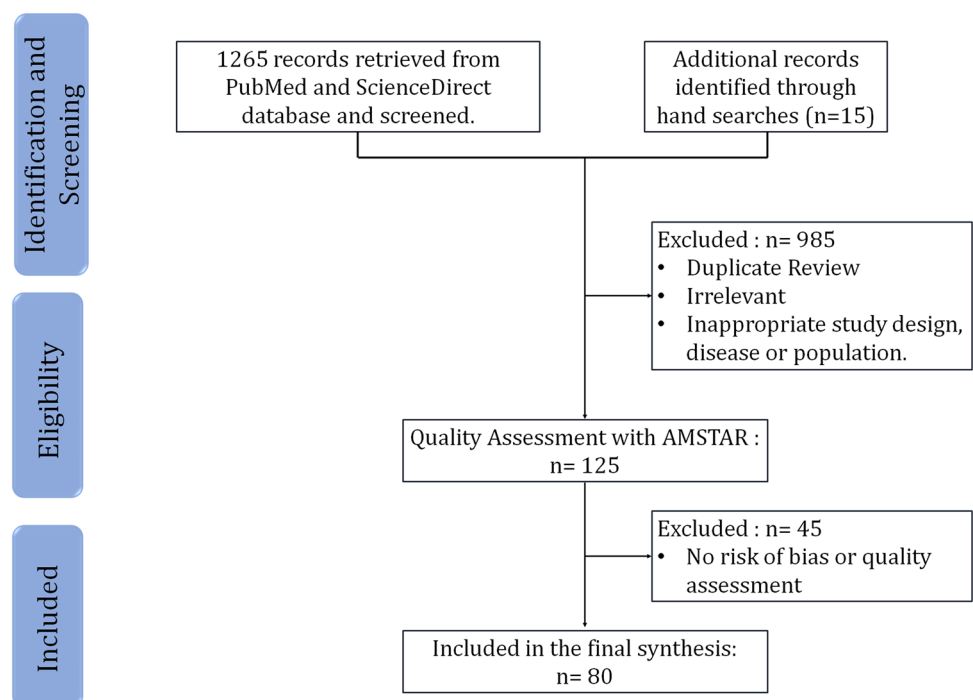 Identification and
Screening
1265 records retrieved from
PubMed and ScienceDirect
database and screened.
Additional records
identified through
hand searches (n=15)
Excluded : n= 985
• Duplicate Review
• Irrelevant
• Inappropriate study design,
disease or population.
Eligibility
Quality Assessment with AMSTAR :
n= 125
Excluded : n= 45
• No risk of bias or quality
assessment
Included
Included in the final synthesis:
n= 80